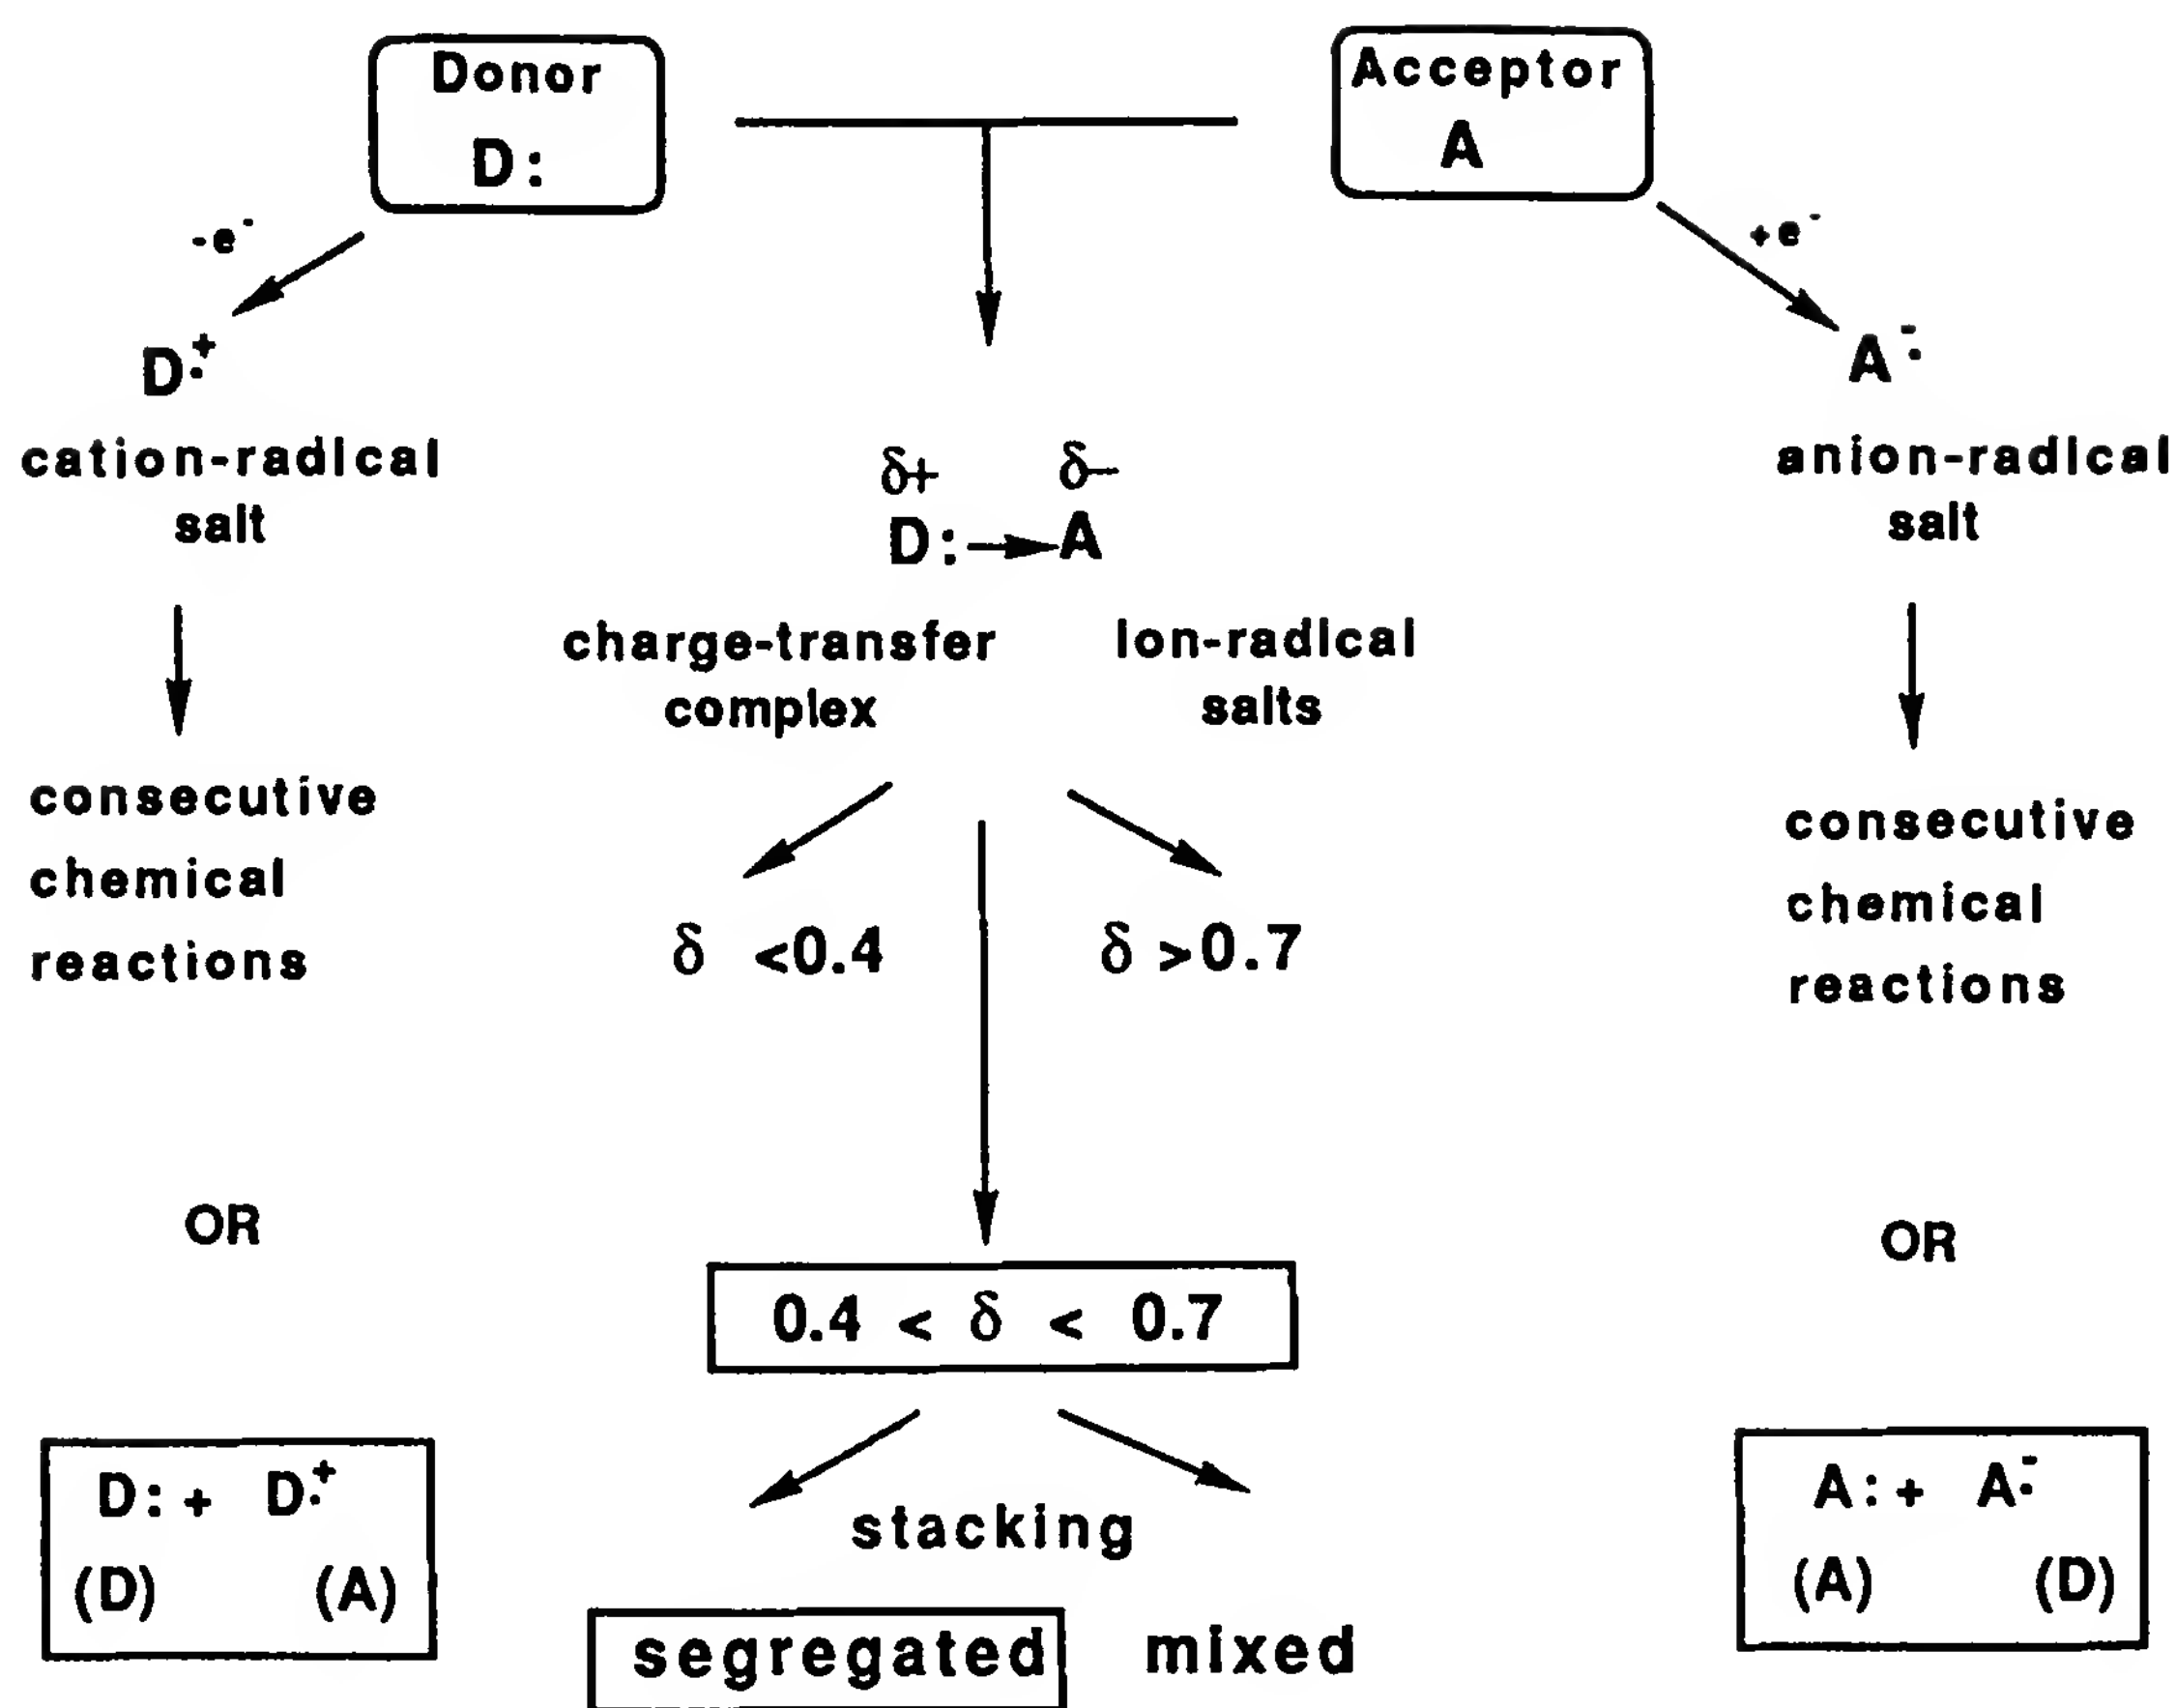 Donor
D:
Acceptor
A
-e⁻
+e⁻
D⁺•
A⁻•
cation-radical
salt
δ+ δ−
D:→A
anion-radical
salt
charge-transfer
complex
ion-radical
salts
consecutive
chemical
reactions
δ <0.4
δ >0.7
consecutive
chemical
reactions
OR
OR
0.4 < δ < 0.7
D: + D⁺•
(D) (A)
A: + A⁻•
(A) (D)
stacking
segregated
mixed